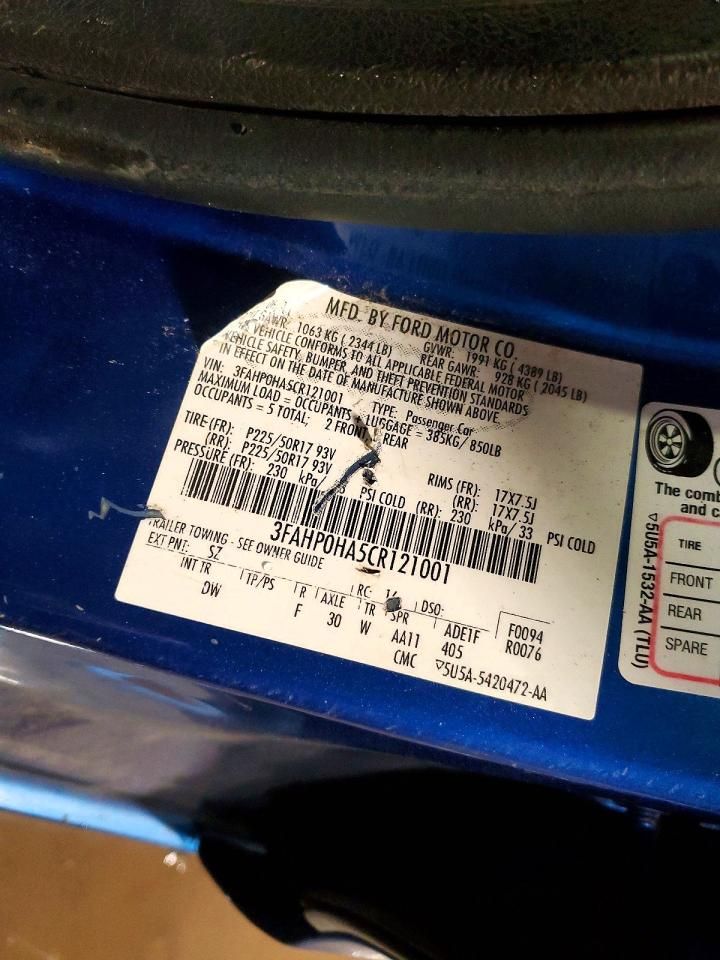 MFD. BY FORD MOTOR CO.
GVWR: 1991 KG ( 4389 LB)
GAWR: 1063 KG ( 2344 LB) REAR GAWR: 928 KG ( 2045 LB)
VEHICLE CONFORMS TO ALL APPLICABLE FEDERAL MOTOR
VEHICLE SAFETY, BUMPER, AND THEFT PREVENTION STANDARDS
IN EFFECT ON THE DATE OF MANUFACTURE SHOWN ABOVE
VIN: 3FAHP0HA5CR121001 TYPE: Passenger Car
MAXIMUM LOAD = OCCUPANTS LUGGAGE = 385KG/ 850LB
OCCUPANTS = 5 TOTAL, 2 FRONT, REAR
TIRE (FR): P225/50R17 93V RIMS (FR): 17X7.5J
(RR): P225/50R17 93V (RR): 17X7.5J
PRESSURE (FR): 230 kPa/ PSI COLD (RR): 230 kPa/ 33 PSI COLD
3FAHP0HA5CR121001
TRAILER TOWING - SEE OWNER GUIDE
EXT PNT: SZ RC: 14 DSO:
INT TR TP/PS R AXLE TR SPR F0094
DW F 30 W AA11 ADE1F R0076
CMC 405
▽5U5A-5420472-AA
The comb
and c
TIRE
FRONT
REAR
SPARE
▽5U5A-1532-AA (TL0)